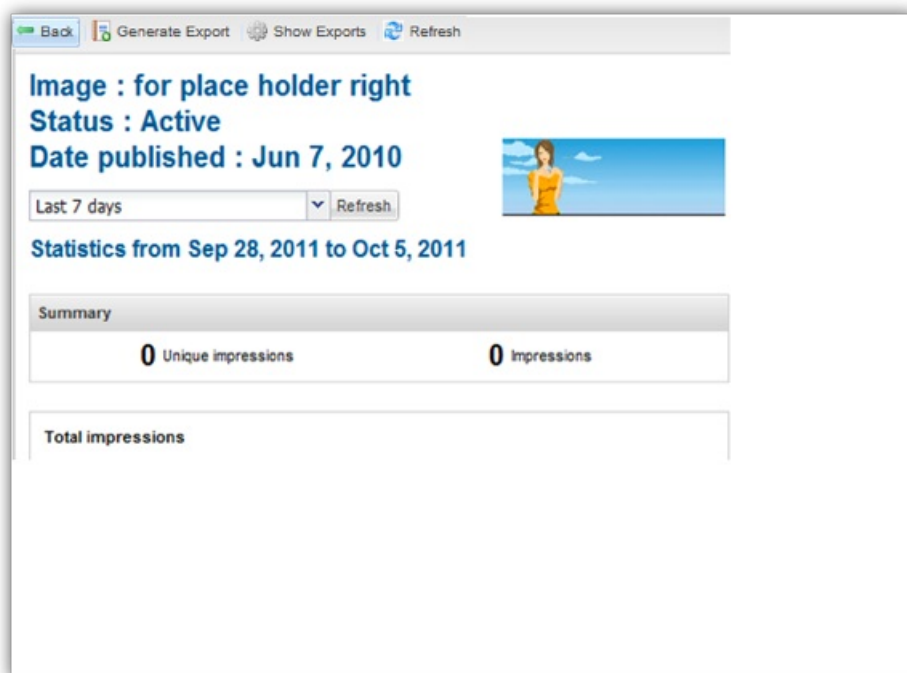 Back Generate Export Show Exports Refresh
Image : for place holder right
Status : Active
Date published : Jun 7, 2010
Last 7 days Refresh
Statistics from Sep 28, 2011 to Oct 5, 2011
Summary
0 Unique impressions 0 Impressions
Total impressions